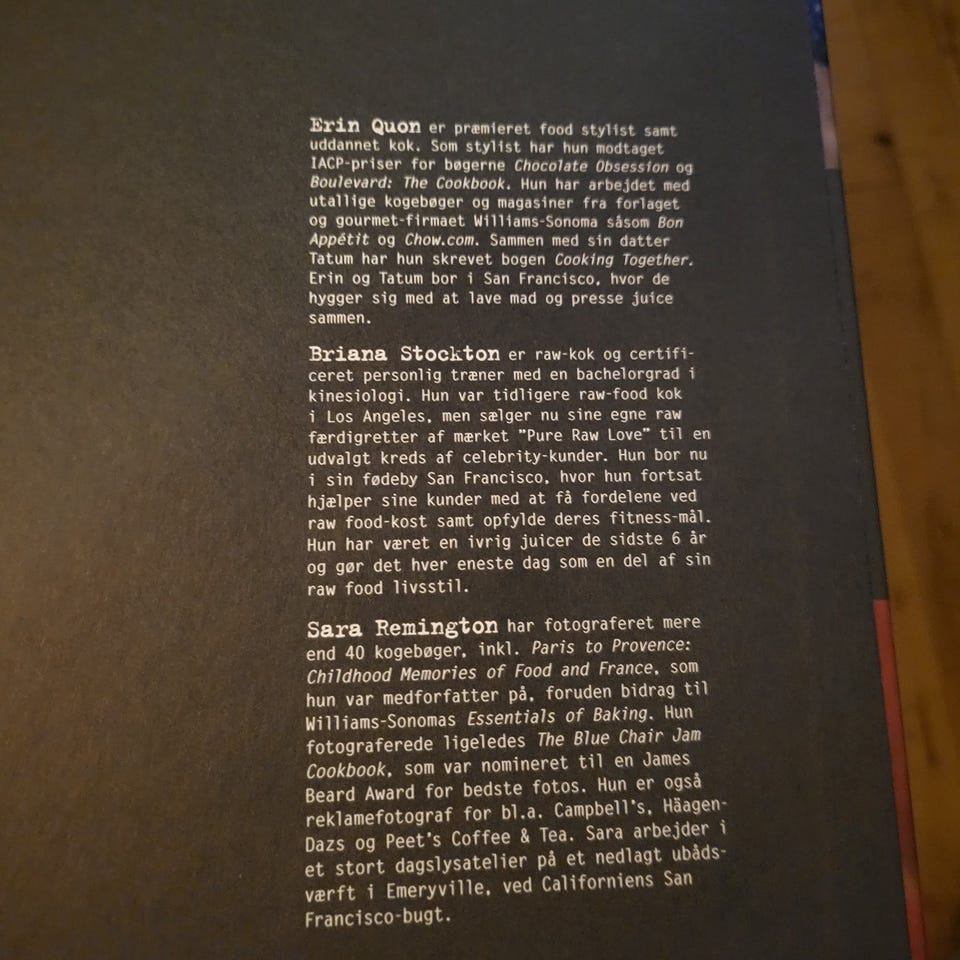 Erin Quon er præmieret food stylist samt
uddannet kok. Som stylist har hun modtaget
IACP-priser for bøgerne Chocolate Obsession og
Boulevard: The Cookbook. Hun har arbejdet med
utallige kogebøger og magasiner fra forlaget
og gourmet-firmaet Williams-Sonoma såsom Bon
Appétit og Chow.com. Sammen med sin datter
Tatum har hun skrevet bogen Cooking Together.
Erin og Tatum bor i San Francisco, hvor de
hygger sig med at lave mad og presse juice
sammen.
Briana Stockton er raw-kok og certifi-
ceret personlig træner med en bachelorgrad i
kinesiologi. Hun var tidligere raw-food kok
i Los Angeles, men sælger nu sine egne raw
færdigretter af mærket ”Pure Raw Love” til en
udvalgt kreds af celebrity-kunder. Hun bor nu
i sin fødeby San Francisco, hvor hun fortsat
hjælper sine kunder med at få fordelene ved
raw food-kost samt opfylde deres fitness-mål.
Hun har været en ivrig juicer de sidste 6 år
og gør det hver eneste dag som en del af sin
raw food livsstil.
Sara Remington har fotograferet mere
end 40 kogebøger, inkl. Paris to Provence:
Childhood Memories of Food and France, som
hun var medforfatter på, foruden bidrag til
Williams-Sonomas Essentials of Baking. Hun
fotograferede ligeledes The Blue Chair Jam
Cookbook, som var nomineret til en James
Beard Award for bedste fotos. Hun er også
reklamefotograf for bl.a. Campbell's, Häagen-
Dazs og Peet's Coffee & Tea. Sara arbejder i
et stort dagslysatelier på et nedlagt ubåds-
værft i Emeryville, ved Californiens San
Francisco-bugt.